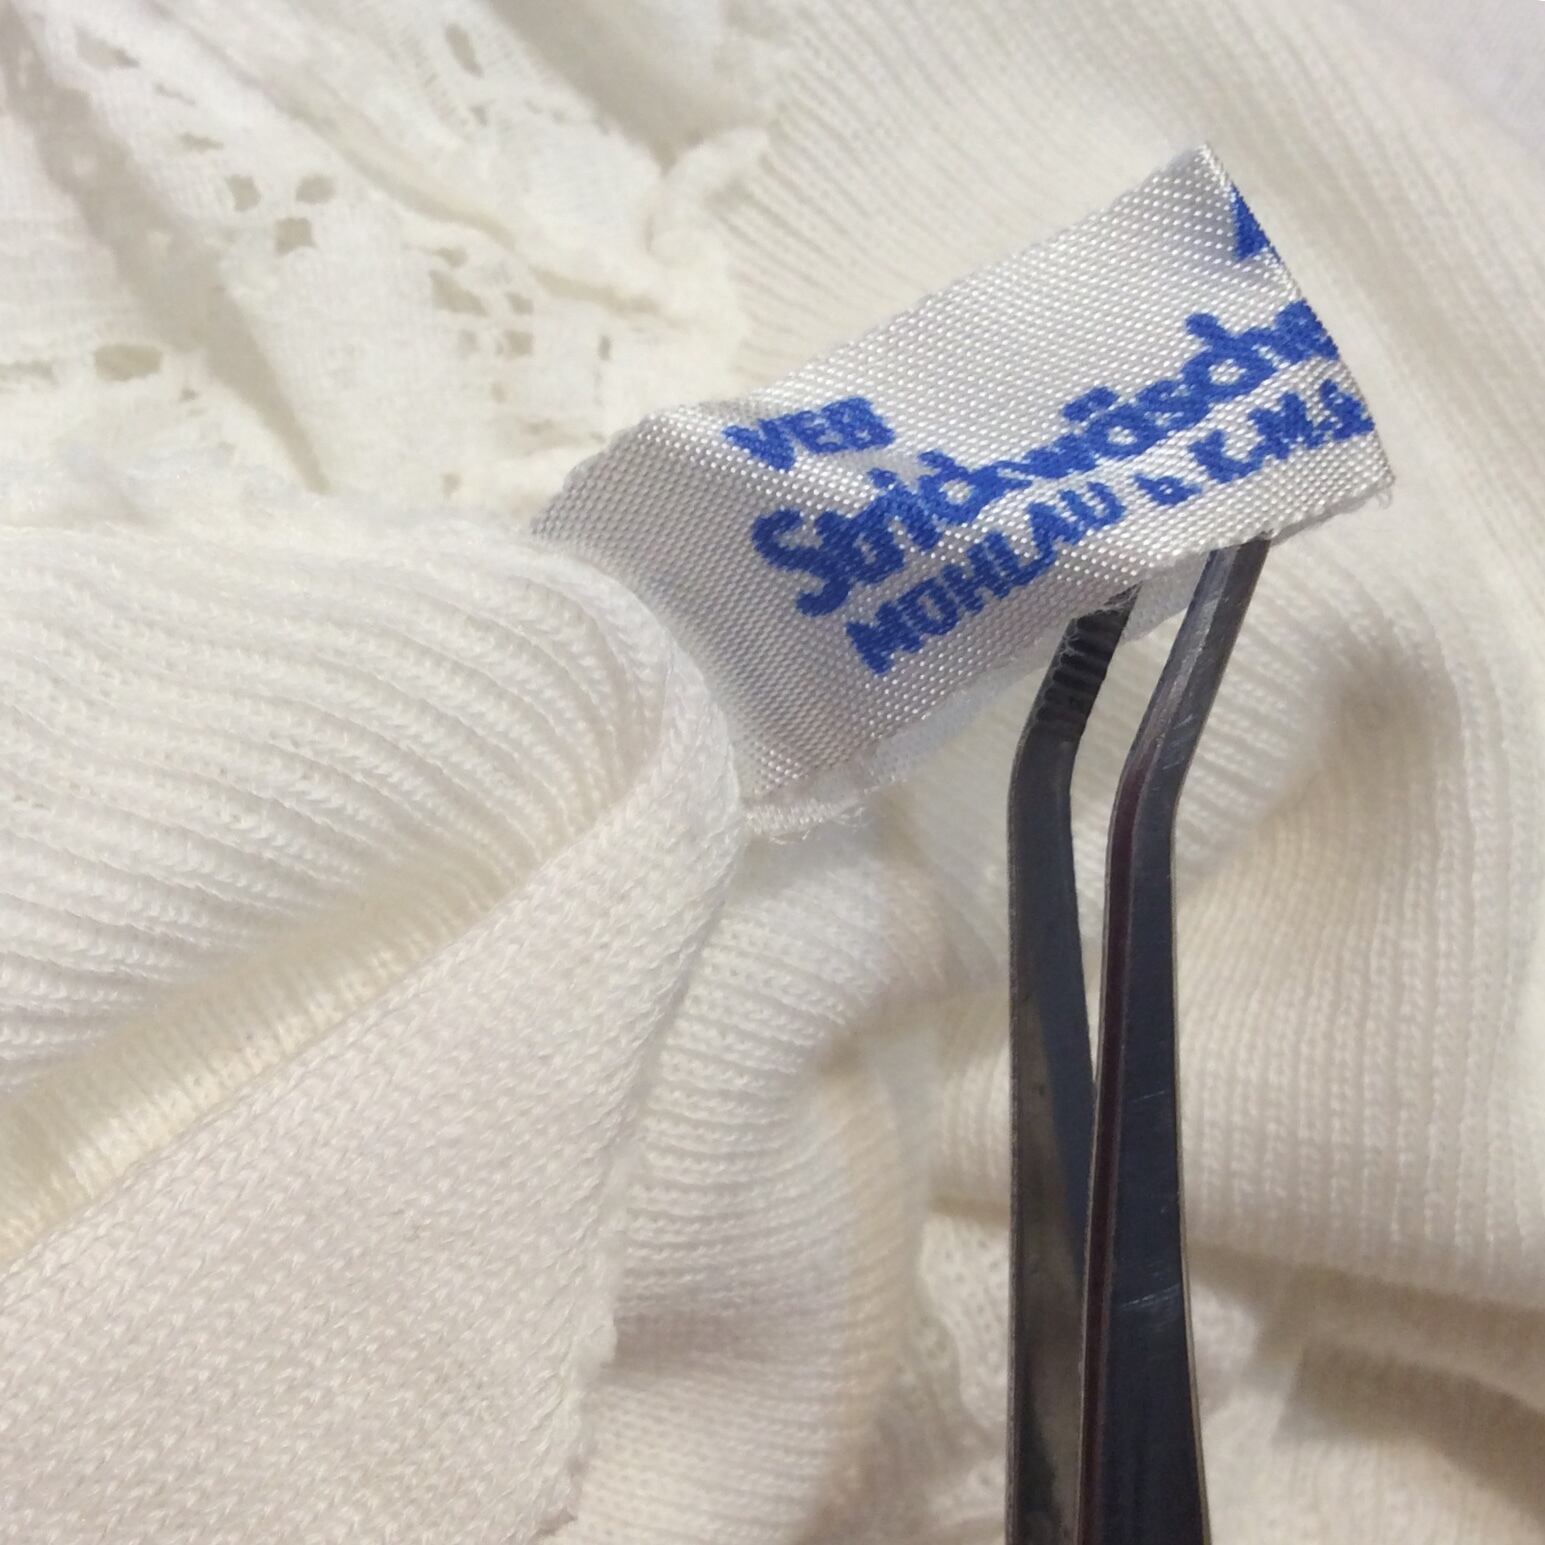 VEB
Strickwäsche
MÜHLAU b. K.M.S